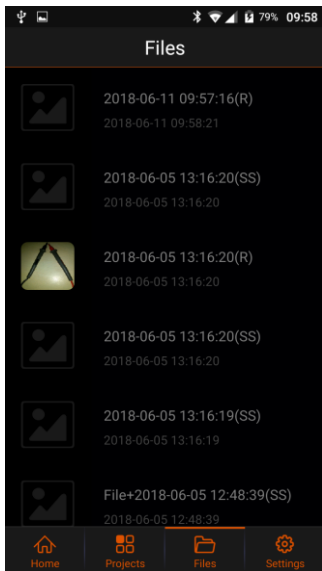 79% 09:58
Files
2018-06-11 09:57:16(R)
2018-06-11 09:58:21
2018-06-05 13:16:20(SS)
2018-06-05 13:16:20
2018-06-05 13:16:20(R)
2018-06-05 13:16:20
2018-06-05 13:16:20(SS)
2018-06-05 13:16:20
2018-06-05 13:16:19(SS)
2018-06-05 13:16:19
File+2018-06-05 12:48:39(SS)
2018-06-05 12:48:39
Home Projects Files Settings